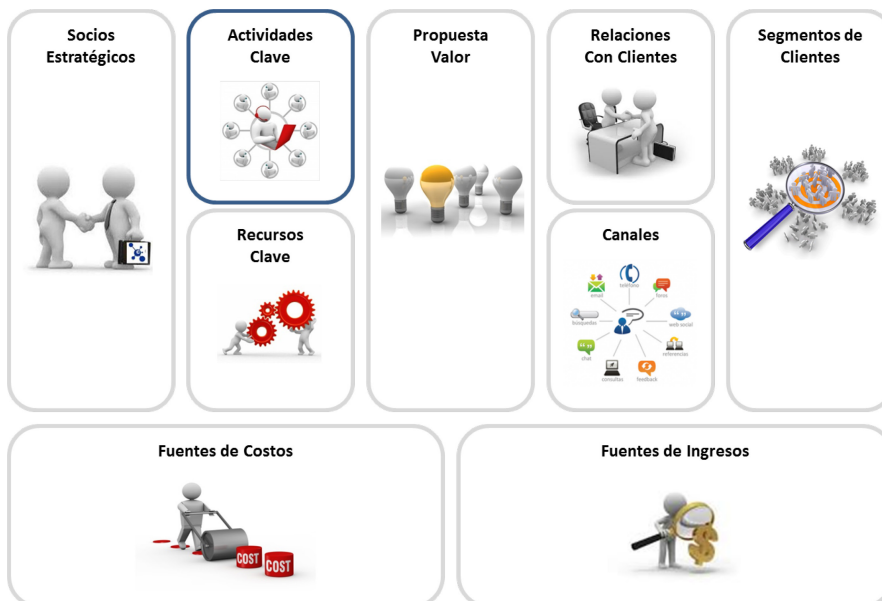 Socios
Estratégicos
Actividades
Clave
Propuesta
Valor
Relaciones
Con Clientes
Segmentos de
Clientes
Recursos
Clave
Canales
teléfono
email
foros
búsquedas
web social
chat
referencias
consultas
feedback
Fuentes de Costos
COST
COST
Fuentes de Ingresos
$